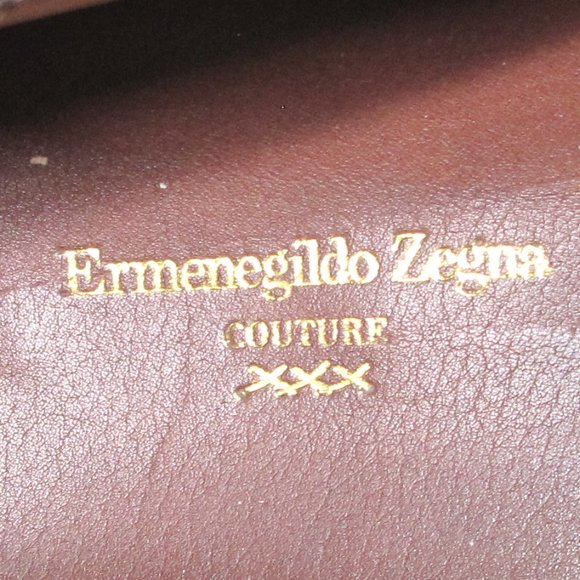 Ermenegildo Zegna
COUTURE
XXX